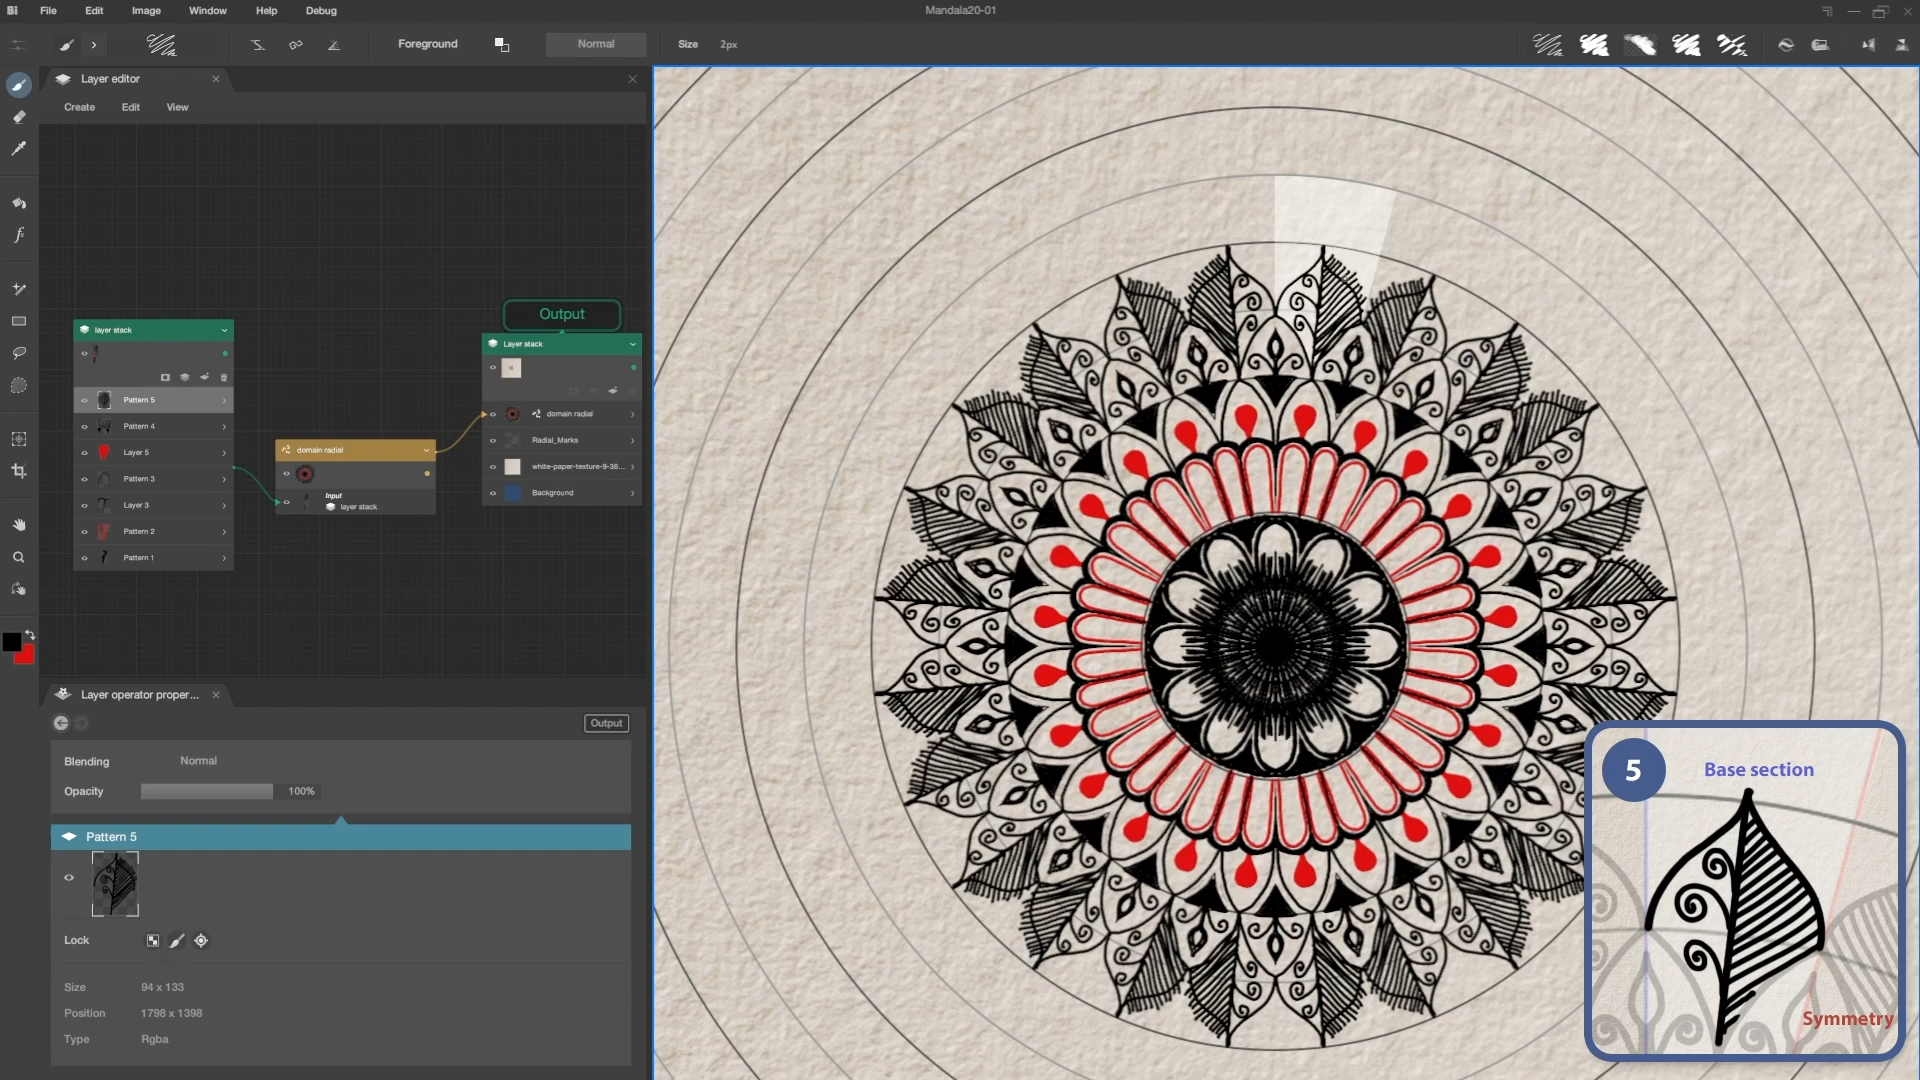 Bi File Edit Image Window Help Debug Mandala20-01
Foreground Normal Size 2px
Layer editor
Create Edit View
Output
layer stack
Layer stack
Pattern 5
Pattern 4
Layer 5
Pattern 3
Layer 3
Pattern 2
Pattern 1
domain radial
Input
layer stack
domain radial
Radial_Marks
white-paper-texture-9-36...
Background
Layer operator proper...
Output
Blending Normal
Opacity 100%
Pattern 5
Lock
Size 94 x 133
Position 1798 x 1398
Type Rgba
5 Base section
Symmetry